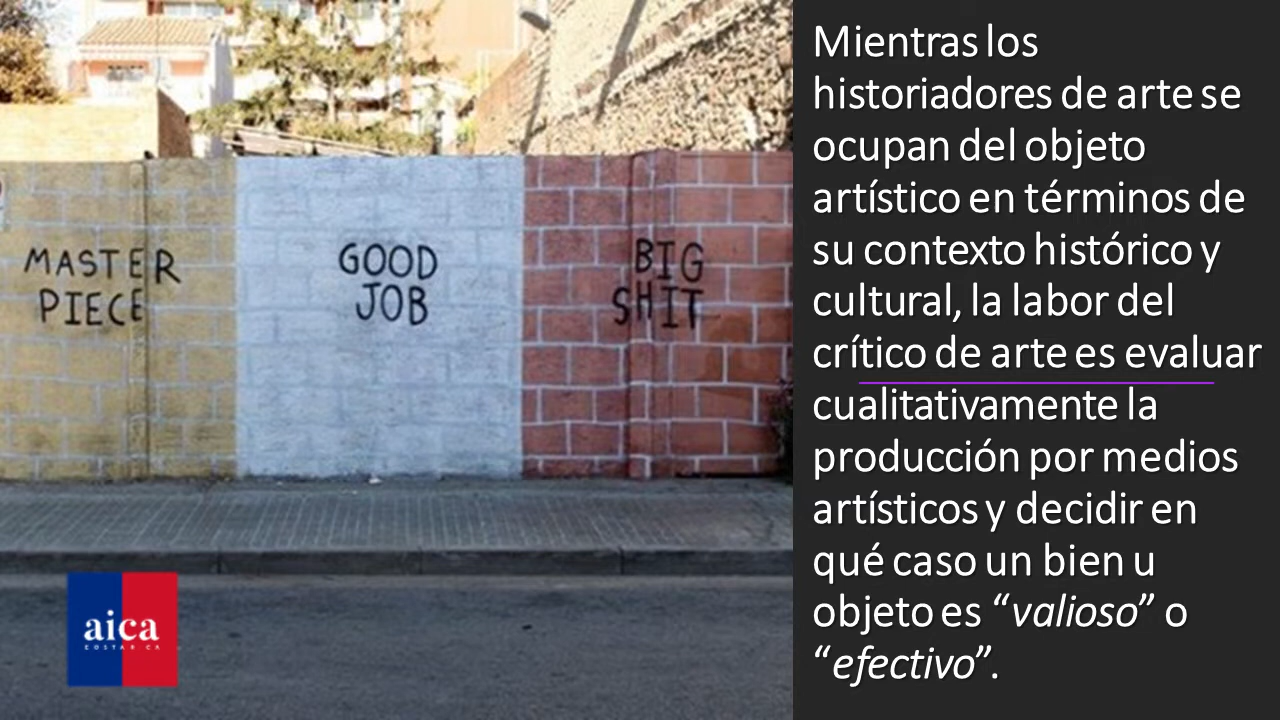 MASTER
PIECE
GOOD
JOB
BIG
SHIT
aica
COSTAR CA
Mientras los
historiadores de arte se
ocupan del objeto
artístico en términos de
su contexto histórico y
cultural, la labor del
crítico de arte es evaluar
cualitativamente la
producción por medios
artísticos y decidir en
qué caso un bien u
objeto es “valioso” o
“efectivo”.